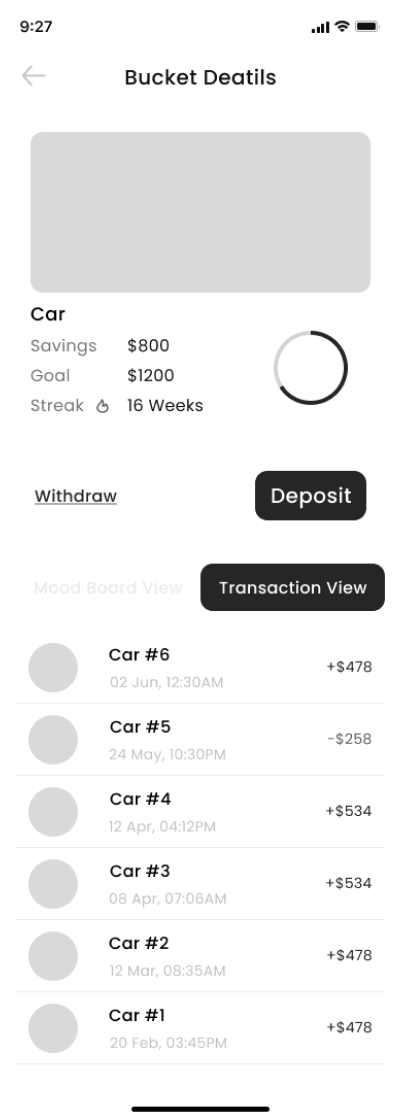 9:27
Bucket Deatils
Car
Savings $800
Goal $1200
Streak 16 Weeks
Withdraw Deposit
Mood Board View Transaction View
Car #6
+$478
02 Jun, 12:30AM
Car #5
-$258
24 May, 10:30PM
Car #4
+$534
12 Apr, 04:12PM
Car #3
+$534
08 Apr, 07:06AM
Car #2
+$478
12 Mar, 08:35AM
Car #1
+$478
20 Feb, 03:45PM